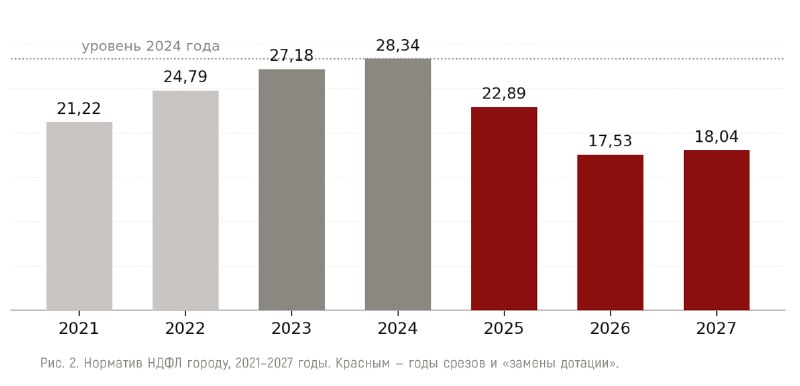 уровень 2024 года
28,34
27,18
24,79
22,89
21,22
18,04
17,53
2021 2022 2023 2024 2025 2026 2027
Рис. 2. Норматив НДФЛ городу, 2021–2027 годы. Красным — годы срезов и «замены дотации».